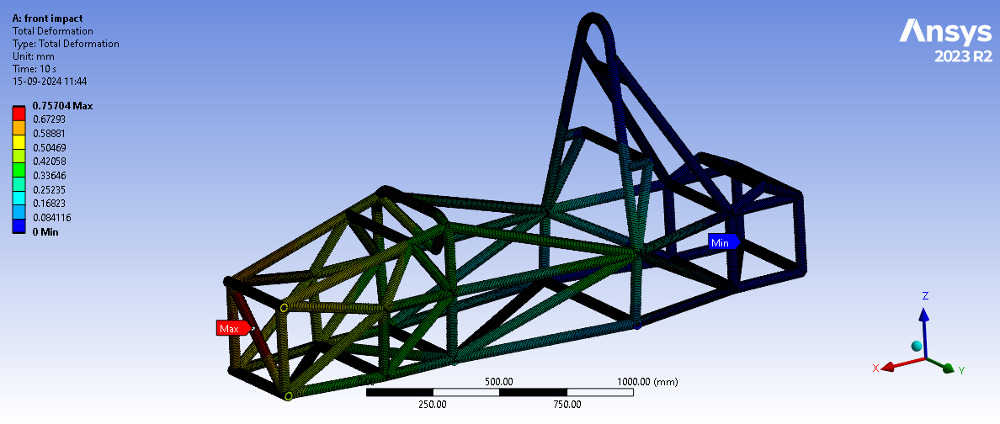 A: front impact
Total Deformation
Type: Total Deformation
Unit: mm
Time: 10 s
15-09-2024 11:44
0.75704 Max
0.67293
0.58881
0.50469
0.42058
0.33646
0.25235
0.16823
0.084116
0 Min
Ansys
2023 R2
Min
Max
Z
X
Y
500.00
1000.00 (mm)
250.00
750.00